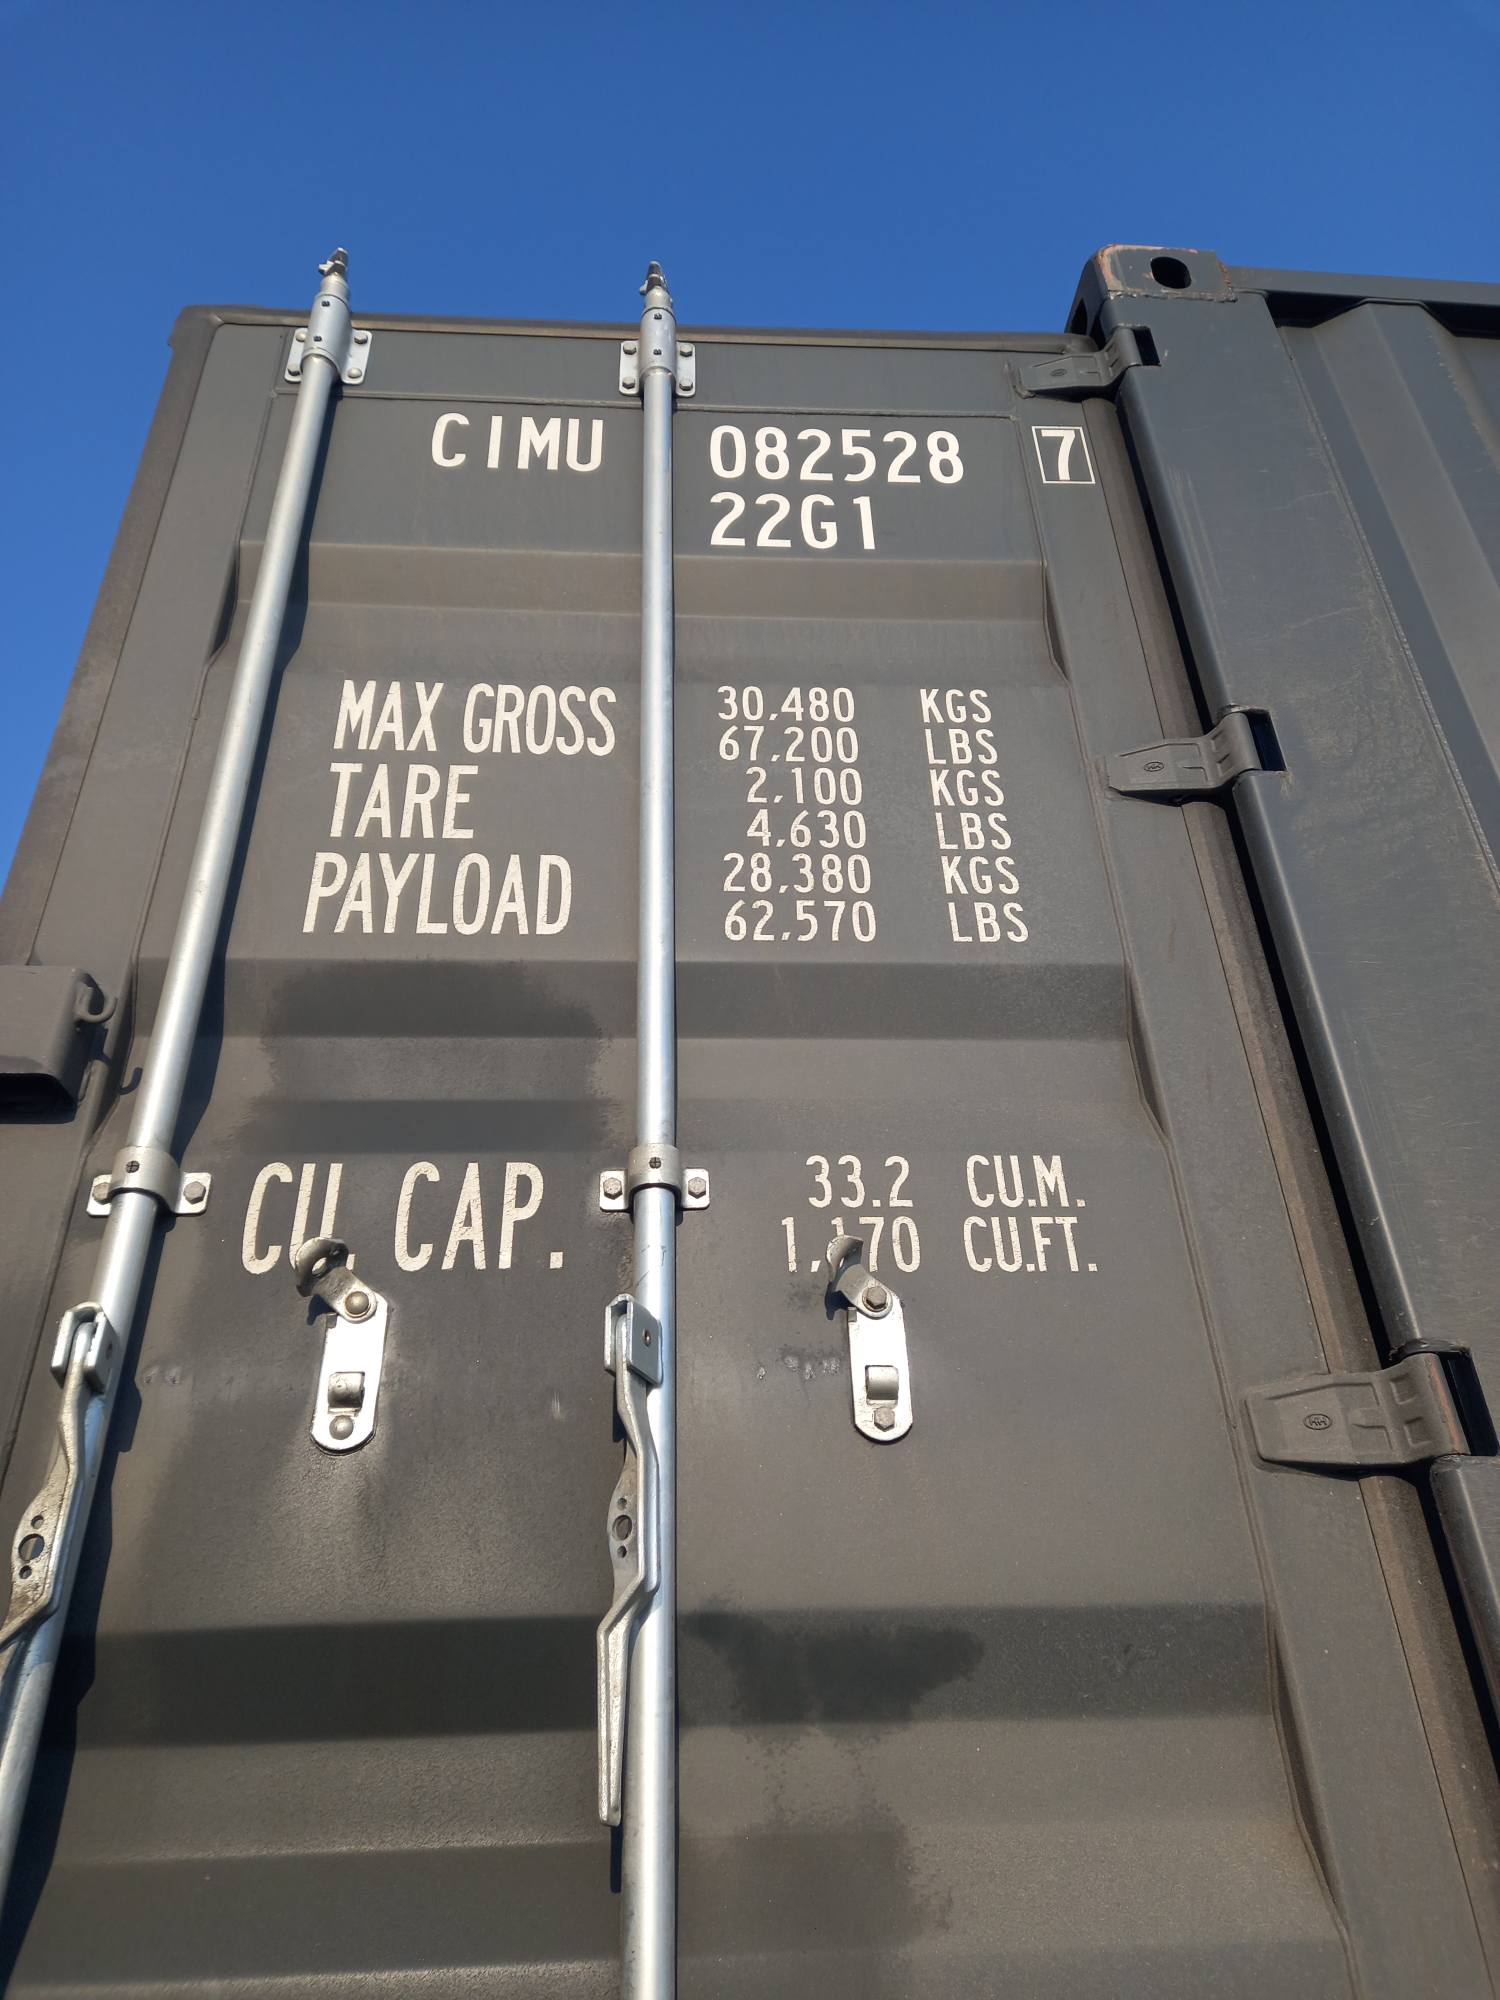 CIMU 082528 7
22G1
MAX GROSS 30,480 KGS
67,200 LBS
TARE 2,100 KGS
4,630 LBS
PAYLOAD 28,380 KGS
62,570 LBS
CU. CAP. 33.2 CU.M.
1,170 CU.FT.